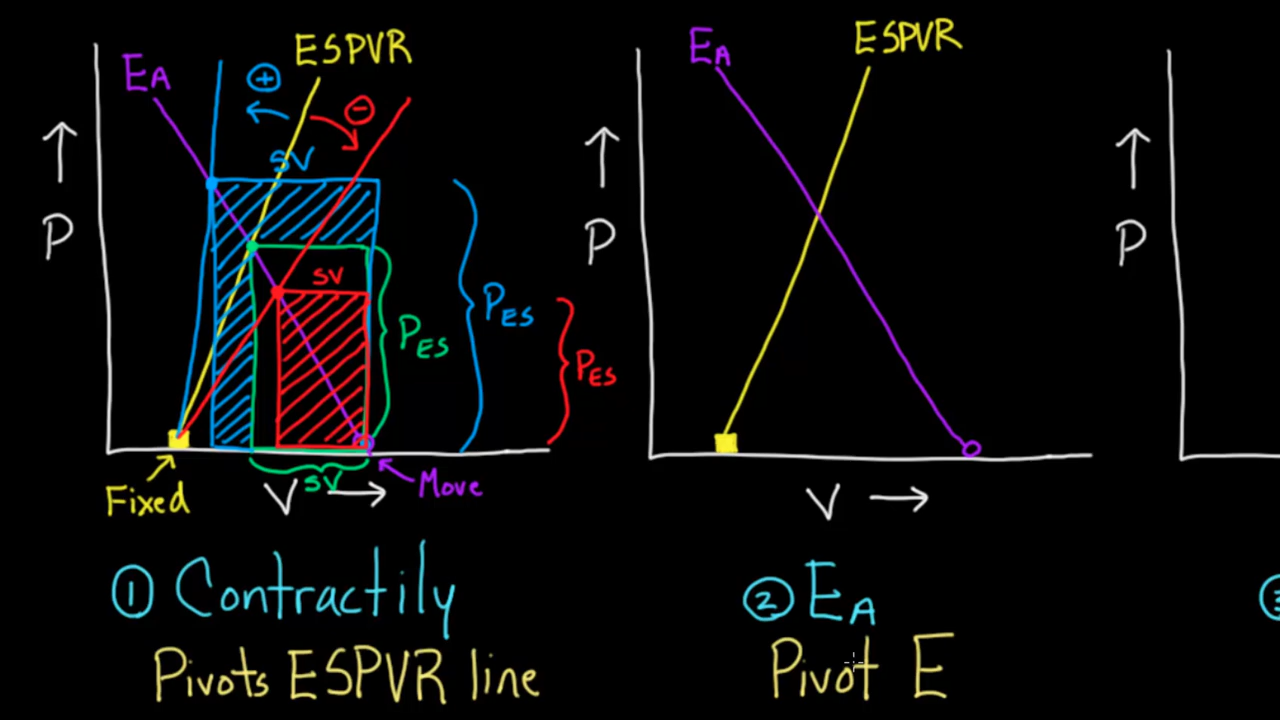 ESPVR
EA
+
−
SV
P
SV
PES
PES
PES
Fixed
V
SV
Move
① Contractily
Pivots ESPVR line
EA
ESPVR
P
V
② EA
Pivot E
P
③